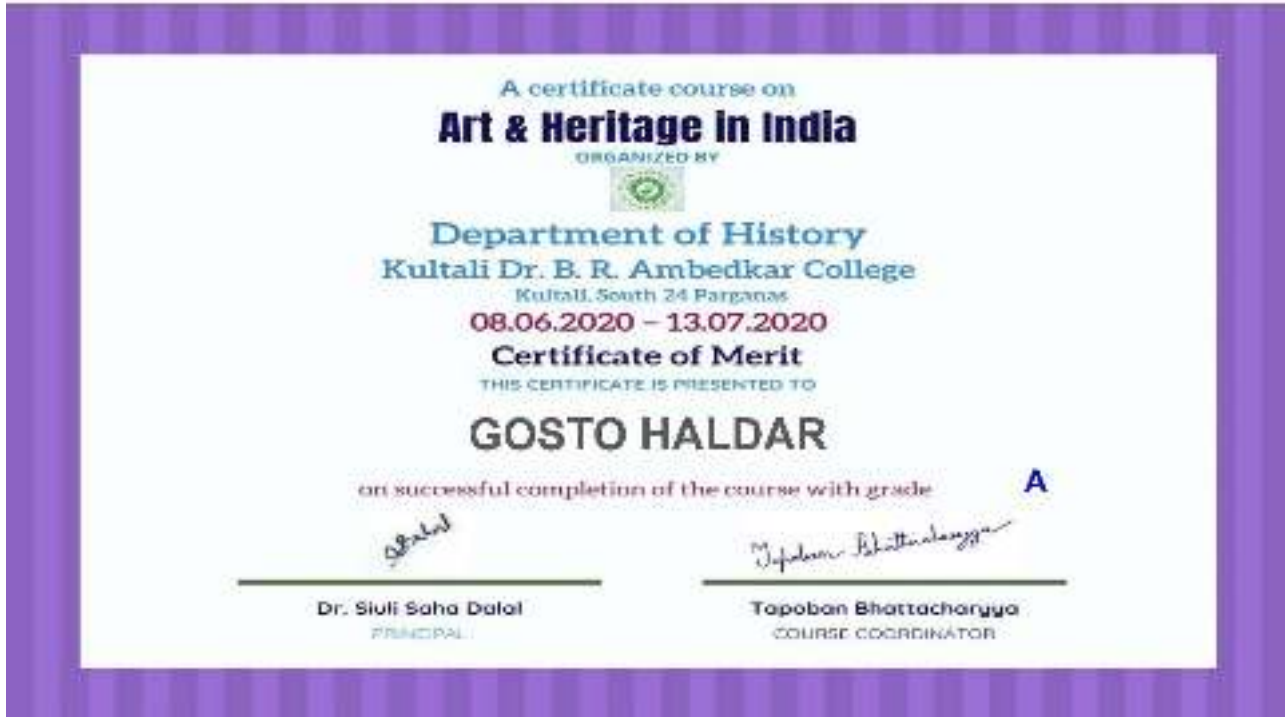 A certificate course on
Art & Heritage in India
ORGANIZED BY
Department of History
Kultali Dr. B. R. Ambedkar College
Kultali, South 24 Parganas
08.06.2020 – 13.07.2020
Certificate of Merit
THIS CERTIFICATE IS PRESENTED TO
GOSTO HALDAR
on successful completion of the course with grade A
Tapoban Bhattacharyya
Dr. Siuli Saha Dalal
Tapoban Bhattacharyya
PRINCIPAL
COURSE COORDINATOR